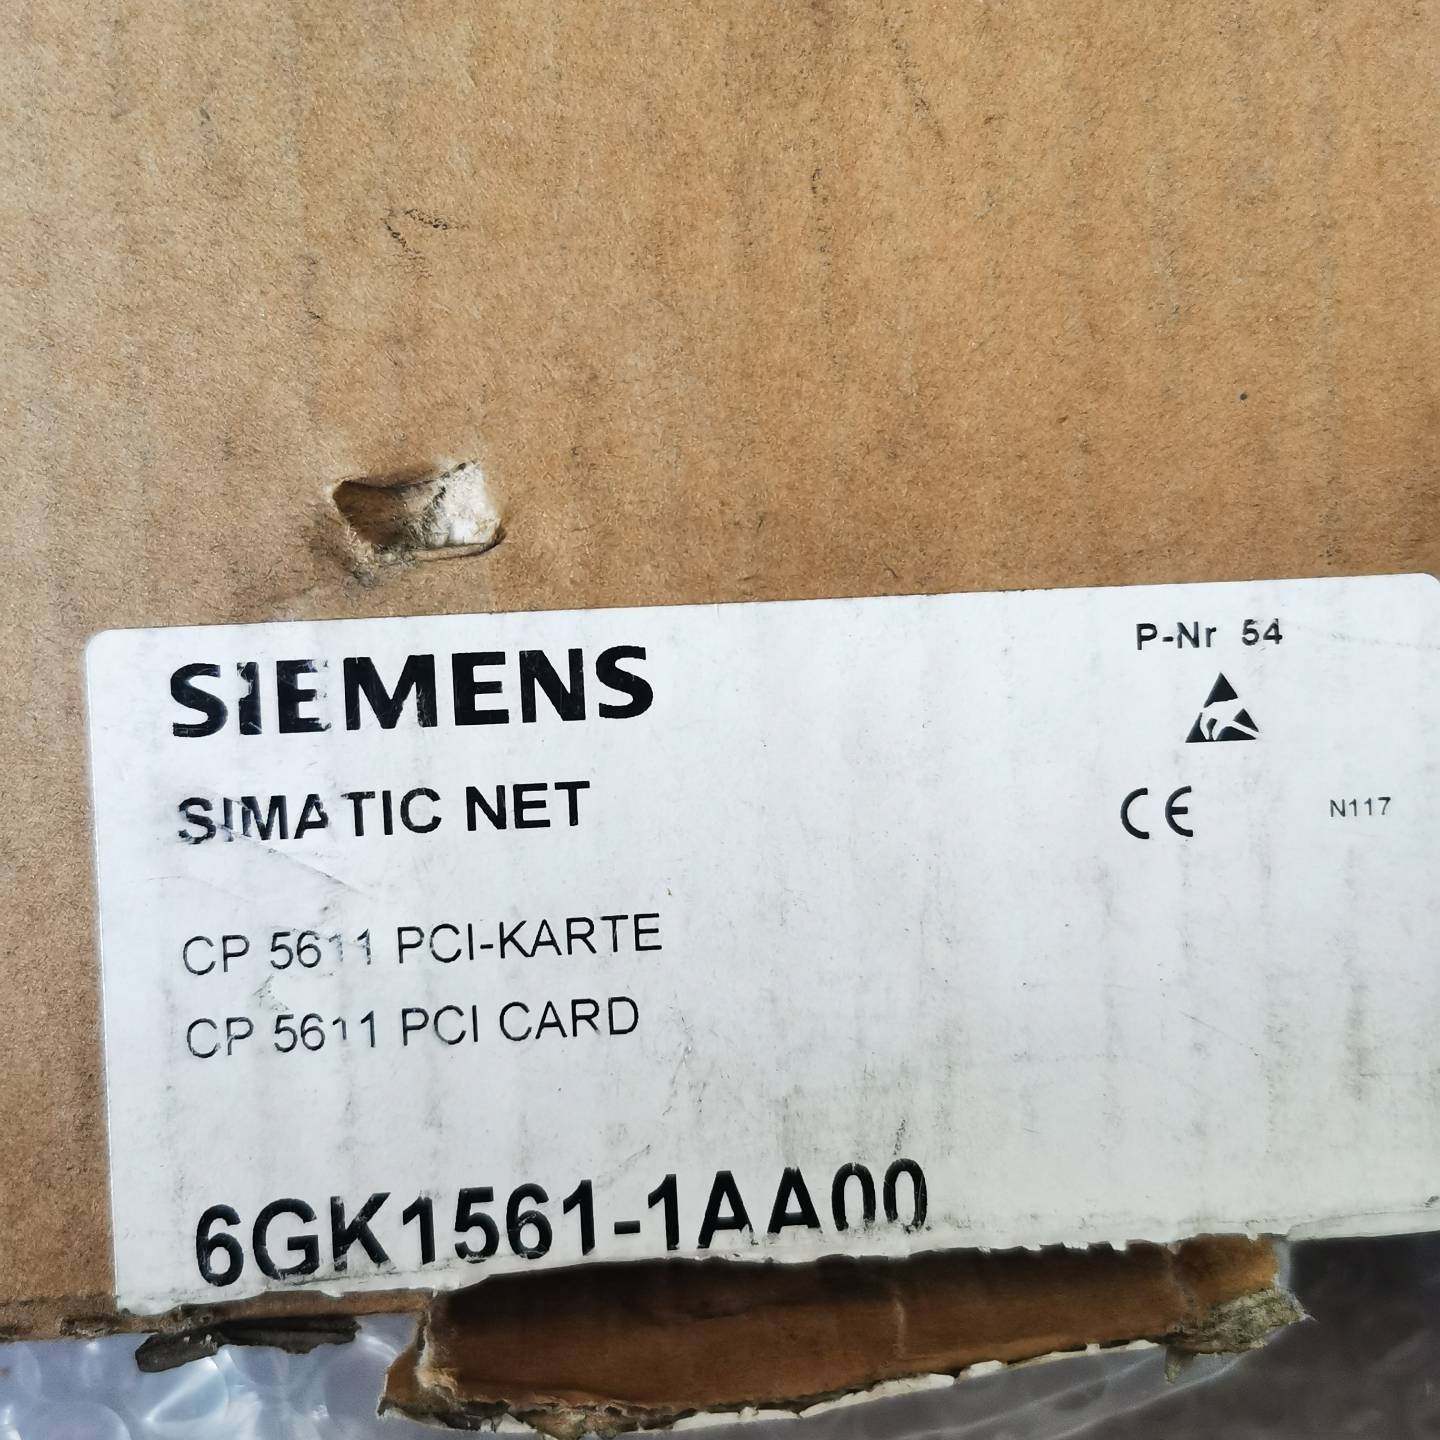 P-Nr 54
SIEMENS
SIMATIC NET
CE N117
CP 5611 PCI-KARTE
CP 5611 PCI CARD
6GK1561-1AA00